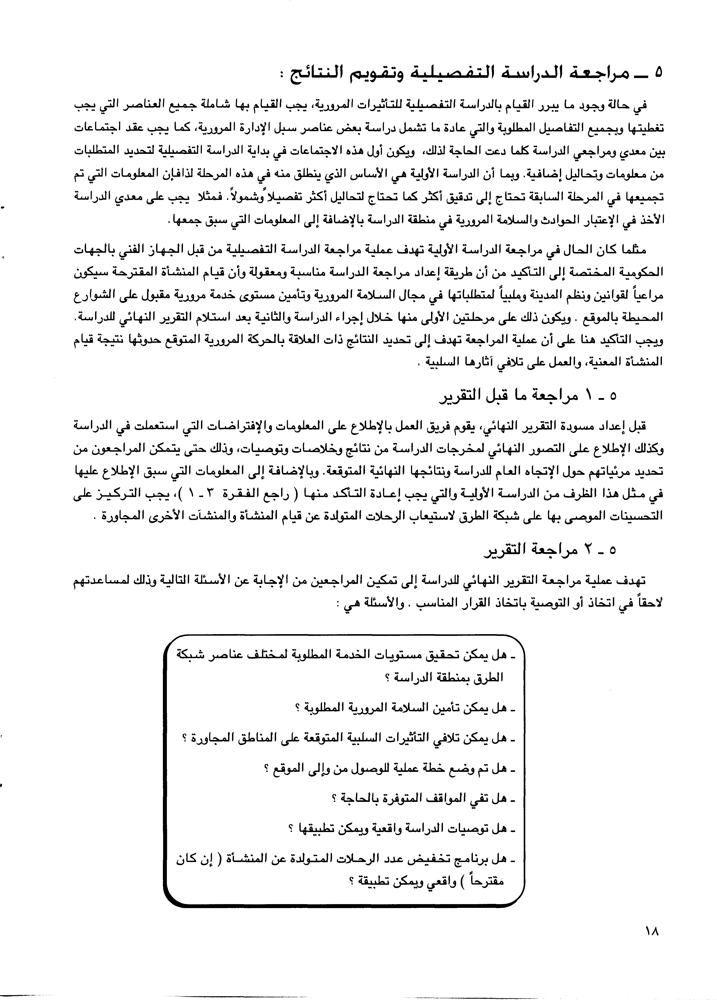 ٥ ــ مراجعة الدراسة التفصيلية وتقويم النتائج :
في حالة وجود ما يبرر القيام بالدراسة التفصيلية للتأثيرات المرورية، يجب القيام بها شاملة جميع العناصر التي يجب
تغطيتها وبجميع التفاصيل المطلوبة والتي عادة ما تشمل دراسة بعض عناصر سبل الإدارة المرورية، كما يجب عقد اجتماعات
بين معدي ومراجعي الدراسة كلما دعت الحاجة لذلك، ويكون أول هذه الاجتماعات في بداية الدراسة التفصيلية لتحديد المتطلبات
من معلومات وتحاليل إضافية. وبما أن الدراسة الأولية هي الأساس الذي ينطلق منه في هذه المرحلة لذافإن المعلومات التي تم
تجميعها في المرحلة السابقة تحتاج إلى تدقيق أكثر كما تحتاج لتحاليل أكثر تفصيلاً وشمولاً. فمثلا يجب على معدي الدراسة
الأخذ في الإعتبار الحوادث والسلامة المرورية في منطقة الدراسة بالإضافة إلى المعلومات التي سبق جمعها.
مثلما كان الحال في مراجعة الدراسة الأولية تهدف عملية مراجعة الدراسة التفصيلية من قبل الجهاز الفني بالجهات
الحكومية المختصة إلى التأكيد من أن طريقة إعداد مراجعة الدراسة مناسبة ومعقولة وأن قيام المنشأة المقترحة سيكون
مراعياً لقوانين ونظم المدينة وملبياً لمتطلباتها في مجال السلامة المرورية وتأمين مستوى خدمة مرورية مقبول على الشوارع
المحيطة بالموقع . ويكون ذلك على مرحلتين الأولى منها خلال إجراء الدراسة والثانية بعد استلام التقرير النهائي للدراسة.
ويجب التأكيد هنا على أن عملية المراجعة تهدف إلى تحديد النتائج ذات العلاقة بالحركة المرورية المتوقع حدوثها نتيجة قيام
المنشأة المعنية، والعمل على تلافي آثارها السلبية .
٥ ـ ١ مراجعة ما قبل التقرير
قبل إعداد مسودة التقرير النهائي، يقوم فريق العمل بالإطلاع على المعلومات والإفتراضات التي استعملت في الدراسة
وكذلك الإطلاع على التصور النهائي لمخرجات الدراسة من نتائج وخلاصات وتوصيات، وذلك حتى يتمكن المراجعون من
تحديد مرئياتهم حول الإتجاه العام للدراسة ونتائجها النهائية المتوقعة. وبالإضافة إلى المعلومات التي سبق الإطلاع عليها
في مثل هذا الظرف من الدراسة الأولية والتي يجب إعادة التأكد منها ( راجع الفقرة ٣ ـ ١ )، يجب التركيز على
التحسينات الموصى بها على شبكة الطرق لاستيعاب الرحلات المتولدة عن قيام المنشأة والمنشآت الأخرى المجاورة .
٥ ـ ٢ مراجعة التقرير
تهدف عملية مراجعة التقرير النهائي للدراسة إلى تمكين المراجعين من الإجابة عن الأسئلة التالية وذلك لمساعدتهم
لاحقاً في اتخاذ أو التوصية باتخاذ القرار المناسب . والأسئلة هي :
ـ هل يمكن تحقيق مستويات الخدمة المطلوبة لمختلف عناصر شبكة
الطرق بمنطقة الدراسة ؟
ـ هل يمكن تأمين السلامة المرورية المطلوبة ؟
ـ هل يمكن تلافي التأثيرات السلبية المتوقعة على المناطق المجاورة ؟
ـ هل تم وضع خطة عملية للوصول من وإلى الموقع ؟
ـ هل تفي المواقف المتوفرة بالحاجة ؟
ـ هل توصيات الدراسة واقعية ويمكن تطبيقها ؟
ـ هل برنامج تخفيض عدد الرحلات المتولدة عن المنشأة ( إن كان
مقترحاً ) واقعي ويمكن تطبيقة ؟
١٨